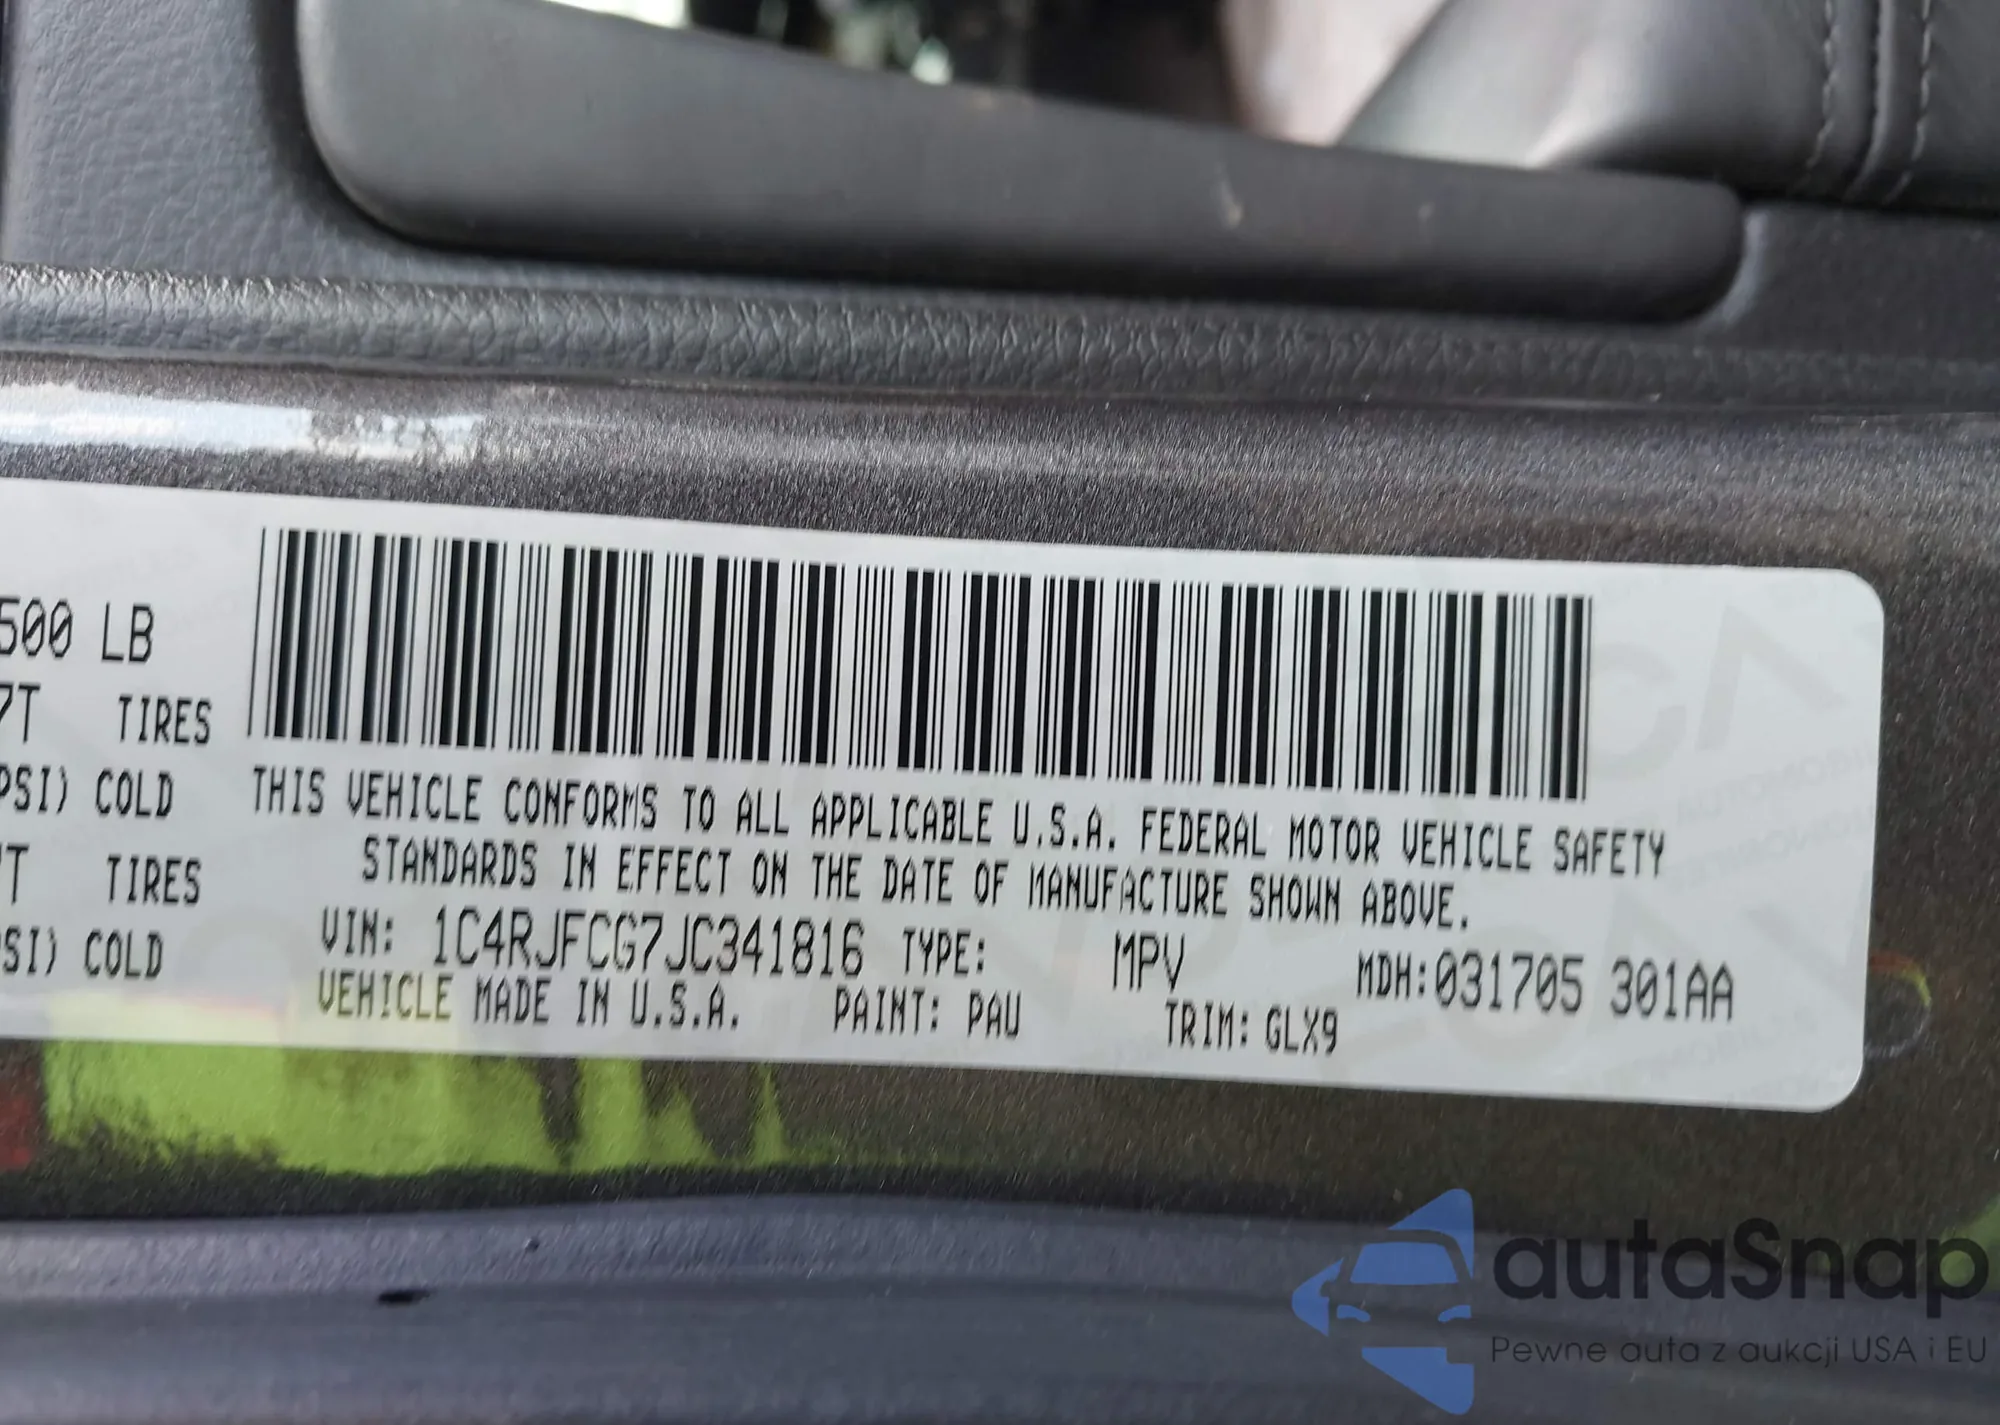 500 LB
7T TIRES
PSI) COLD
THIS VEHICLE CONFORMS TO ALL APPLICABLE U.S.A. FEDERAL MOTOR VEHICLE SAFETY
STANDARDS IN EFFECT ON THE DATE OF MANUFACTURE SHOWN ABOVE.
T TIRES
SI) COLD
VIN: 1C4RJFCG7JC341816 TYPE: MPV MDH:031705 301AA
VEHICLE MADE IN U.S.A. PAINT: PAU TRIM: GLX9
autaSnap
Pewne auta z aukcji USA i EU